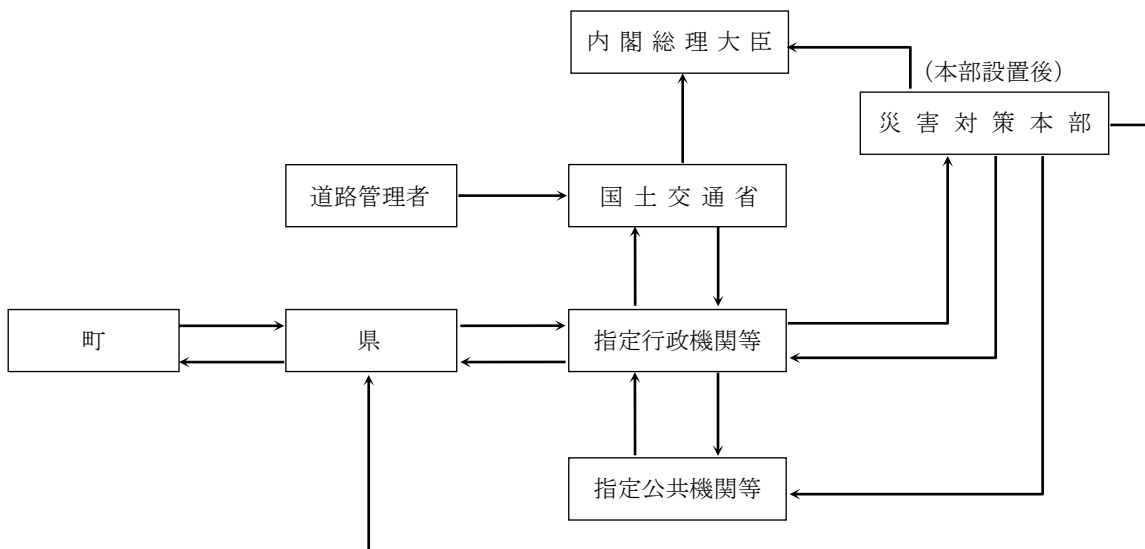 内閣総理大臣
（本部設置後）
災害対策本部
道路管理者
国土交通省
町
県
指定行政機関等
指定公共機関等